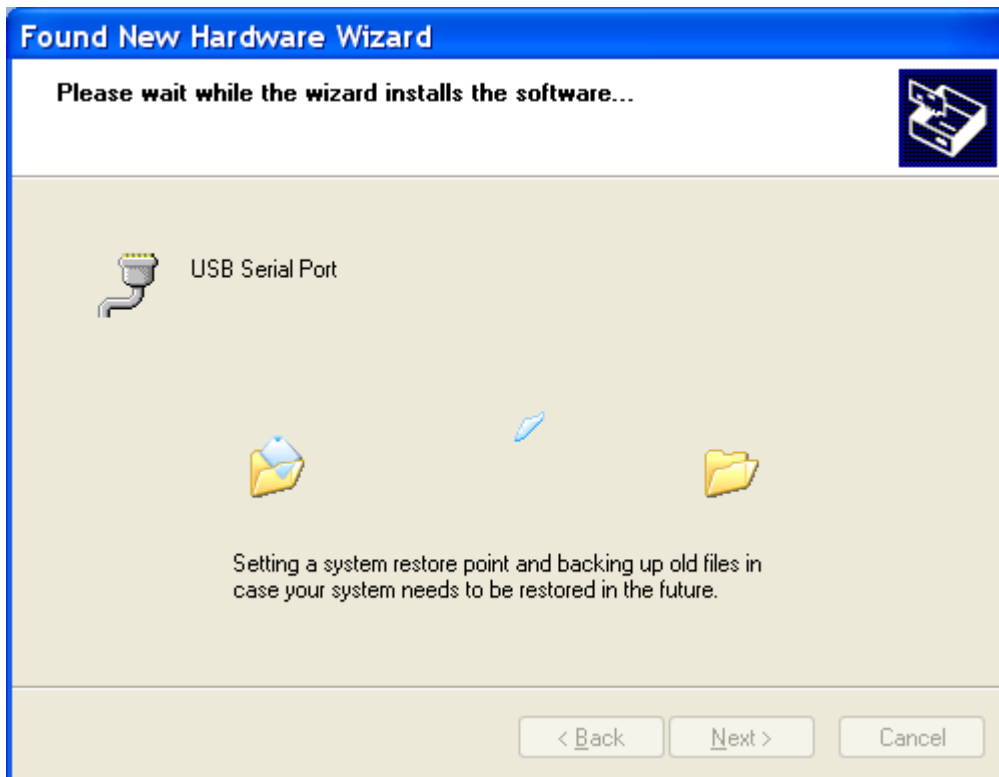 Found New Hardware Wizard
Please wait while the wizard installs the software...
USB Serial Port
Setting a system restore point and backing up old files in
case your system needs to be restored in the future.
< Back
Next >
Cancel